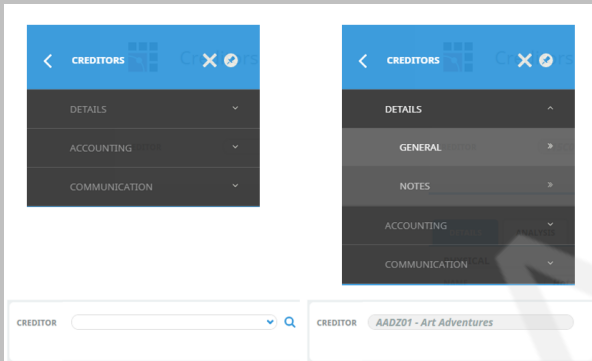 CREDITORS
DETAILS
ACCOUNTING
COMMUNICATION
CREDITOR
CREDITORS
DETAILS
GENERAL
NOTES
ACCOUNTING
COMMUNICATION
CREDITOR AADZ01 - Art Adventures